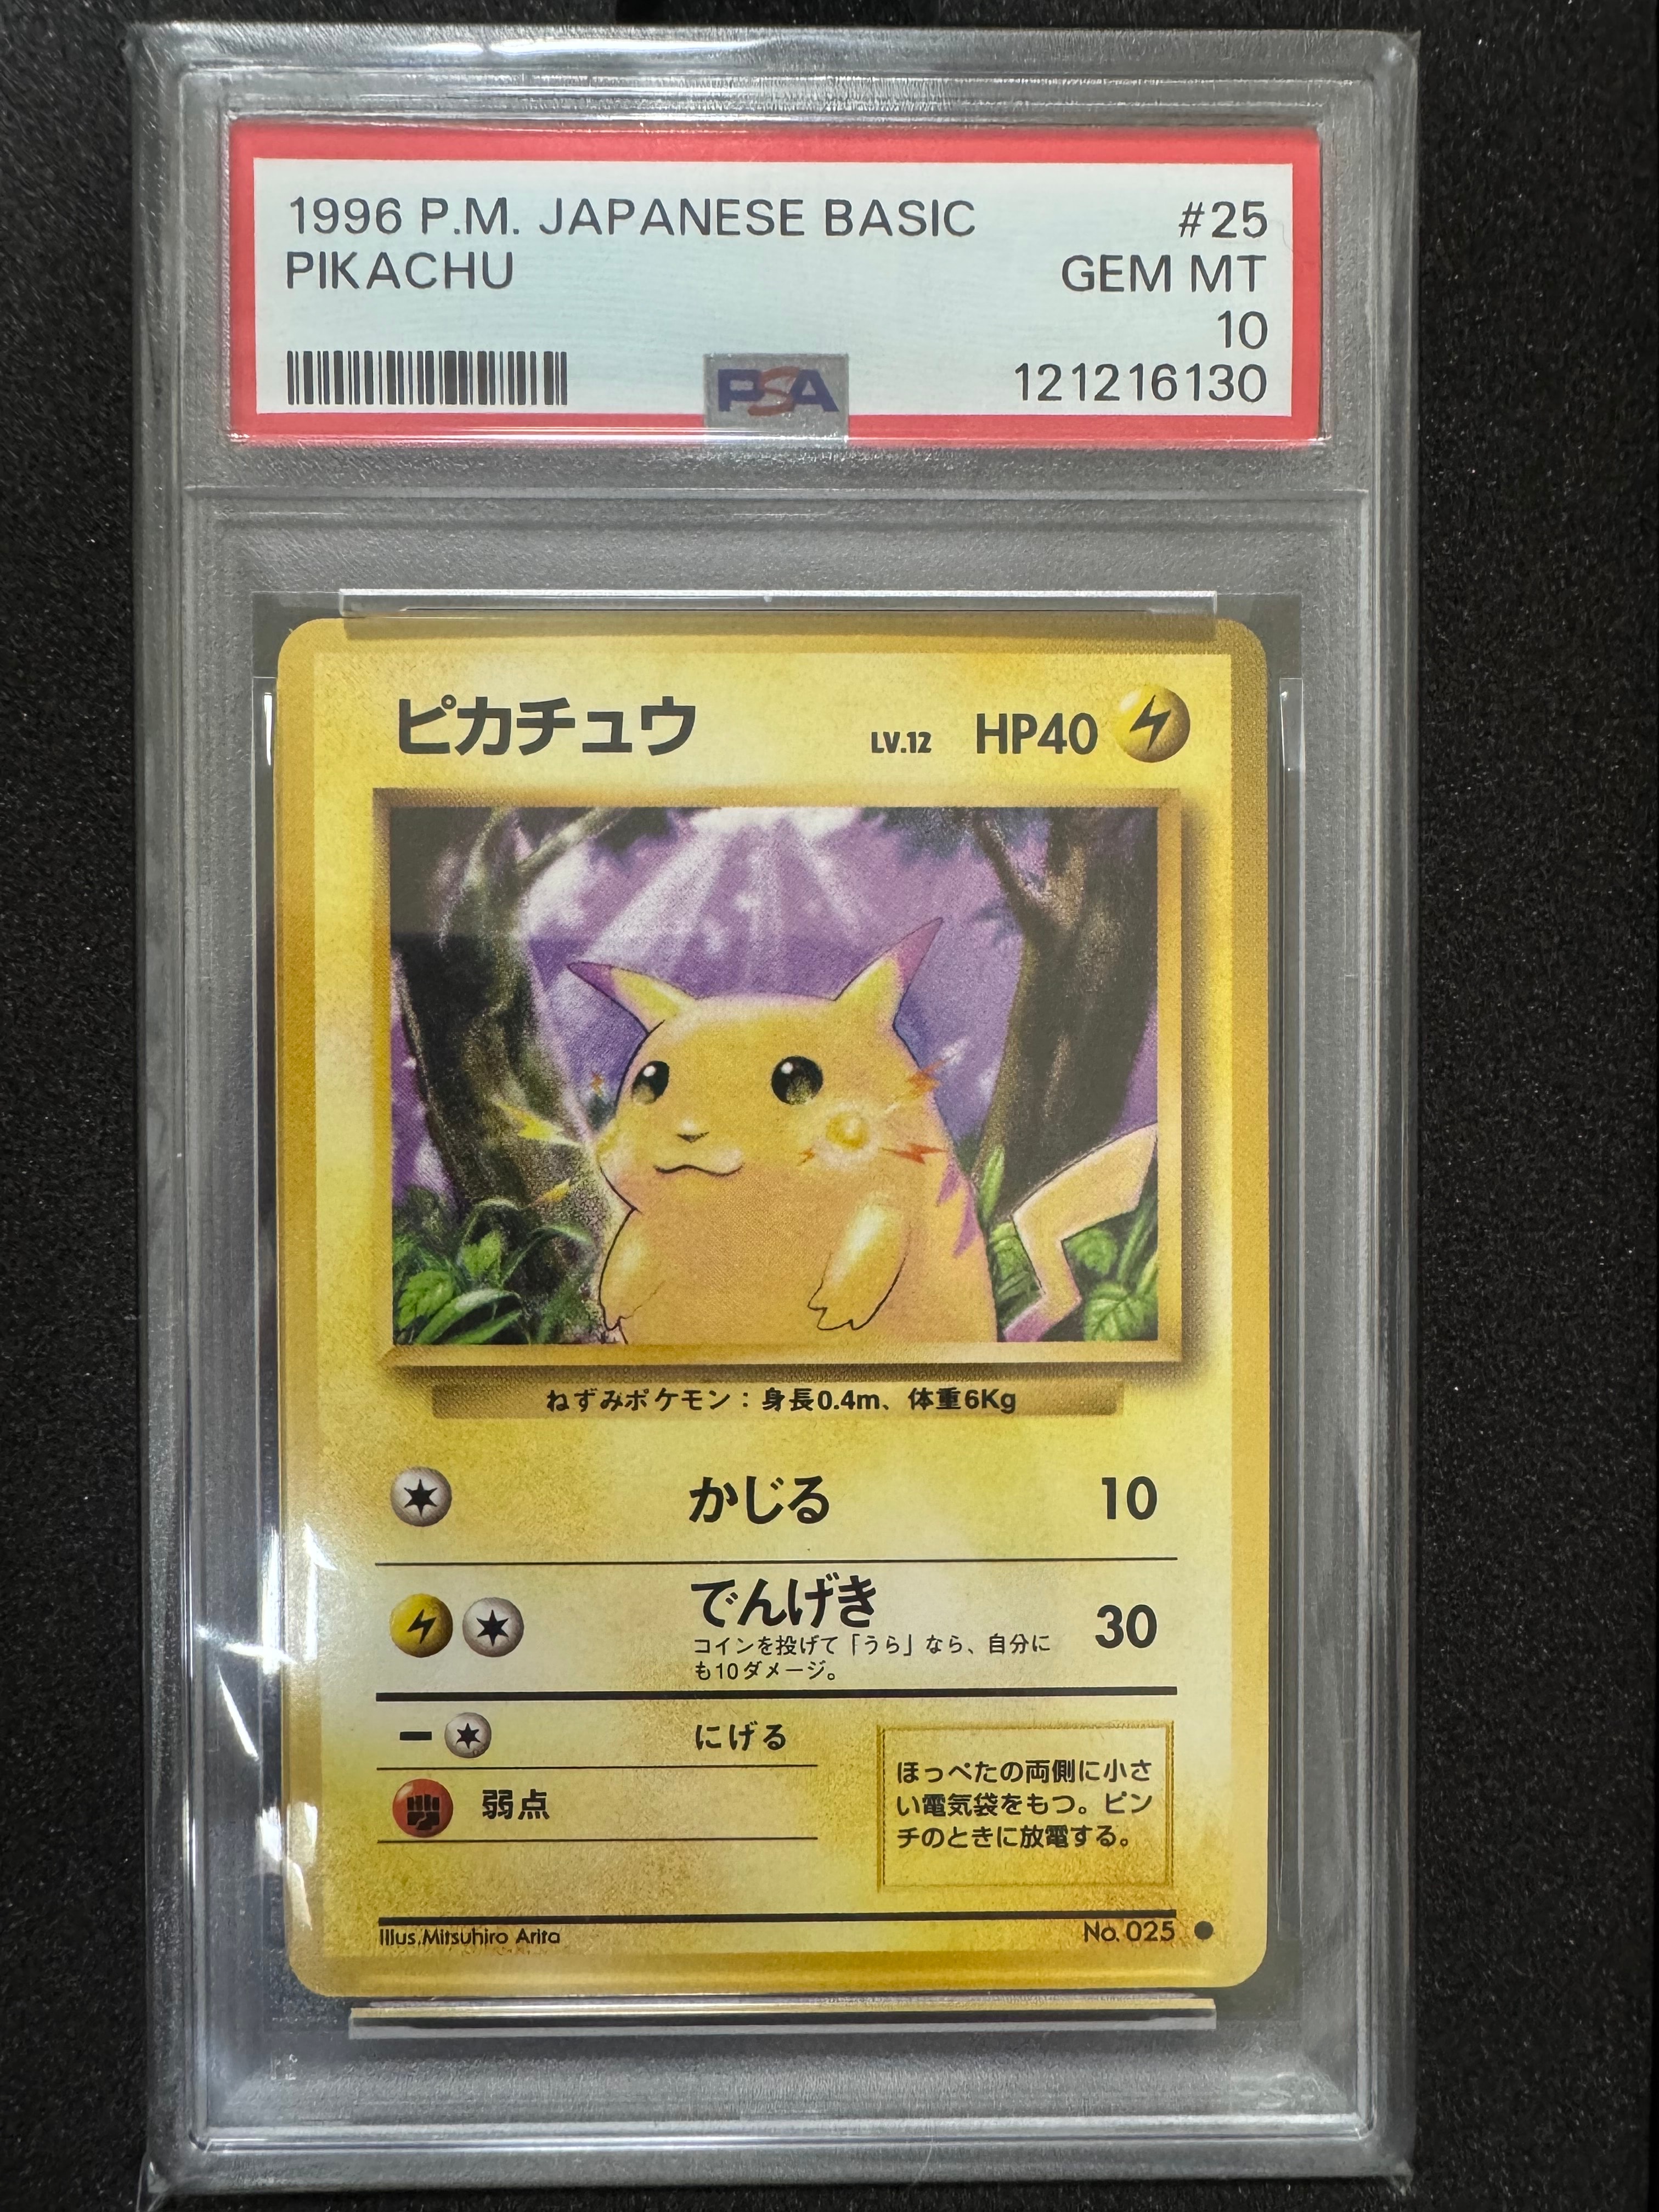 1996 P.M. JAPANESE BASIC #25
PIKACHU GEM MT
10
PSA 121216130
ピカチュウ LV.12 HP40
ねずみポケモン：身長0.4m、体重6Kg
かじる 10
でんげき 30
コインを投げて「うら」なら、自分に
も10ダメージ。
にげる
弱点
ほっぺたの両側に小さ
い電気袋をもつ。ピン
チのときに放電する。
Illus.Mitsuhiro Arita No.025